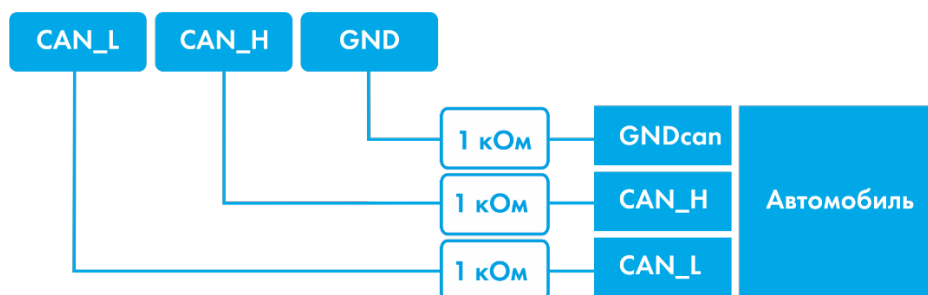 CAN_L CAN_H GND
1 кОм GNDcan
1 кОм CAN_H Автомобиль
1 кОм CAN_L